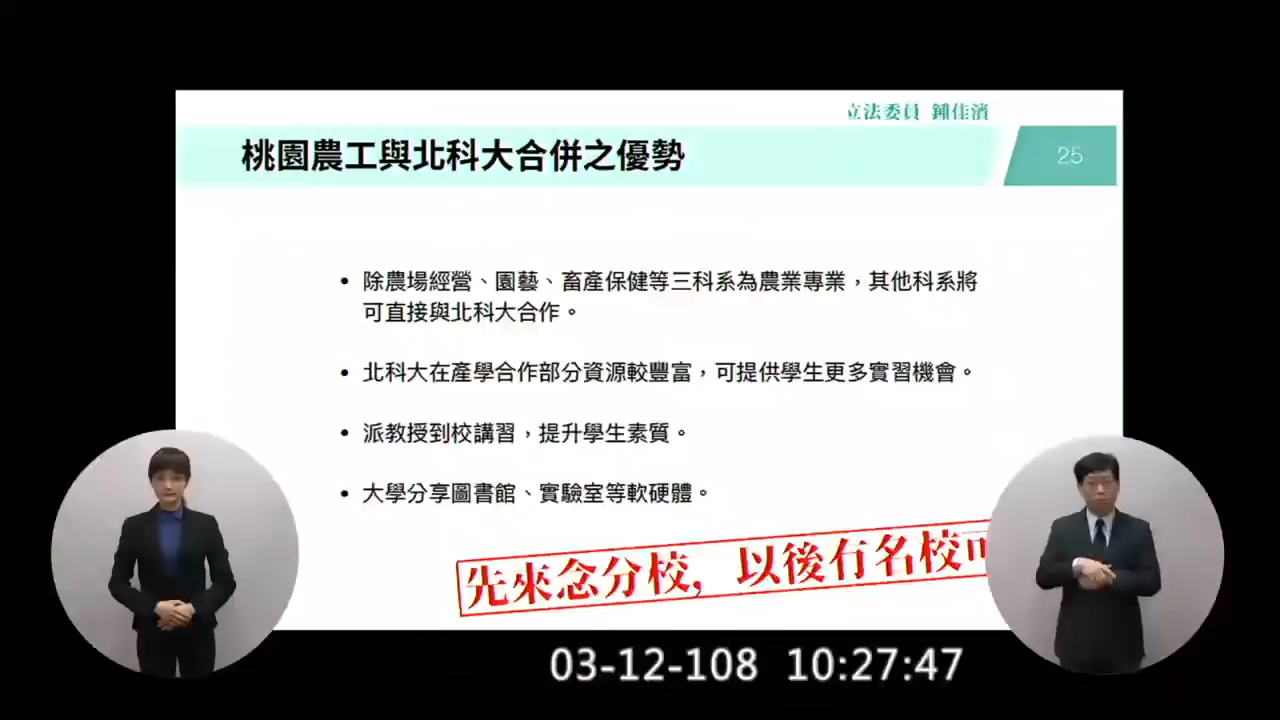 立法委員 鍾佳濱
桃園農工與北科大合併之優勢
25
• 除農場經營、園藝、畜產保健等三科系為農業專業，其他科系將
可直接與北科大合作。
• 北科大在產學合作部分資源較豐富，可提供學生更多實習機會。
• 派教授到校講習，提升學生素質。
• 大學分享圖書館、實驗室等軟硬體。
先來念分校，以後有名校
03-12-108 10:27:47